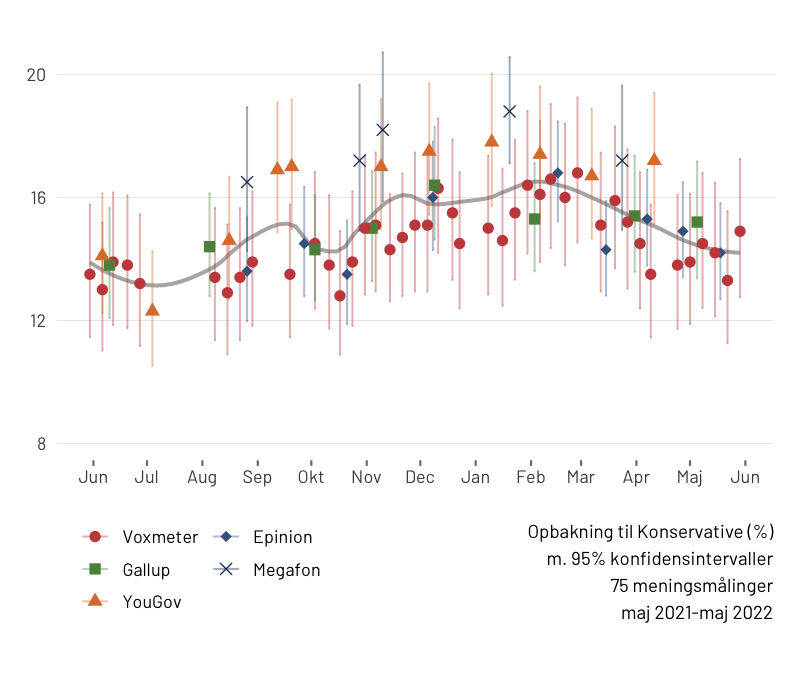 20
16
12
8
Jun Jul Aug Sep Okt Nov Dec Jan Feb Mar Apr Maj Jun
Voxmeter Epinion
Gallup Megafon
YouGov
Opbakning til Konservative (%)
m. 95% konfidensintervaller
75 meningsmålinger
maj 2021-maj 2022